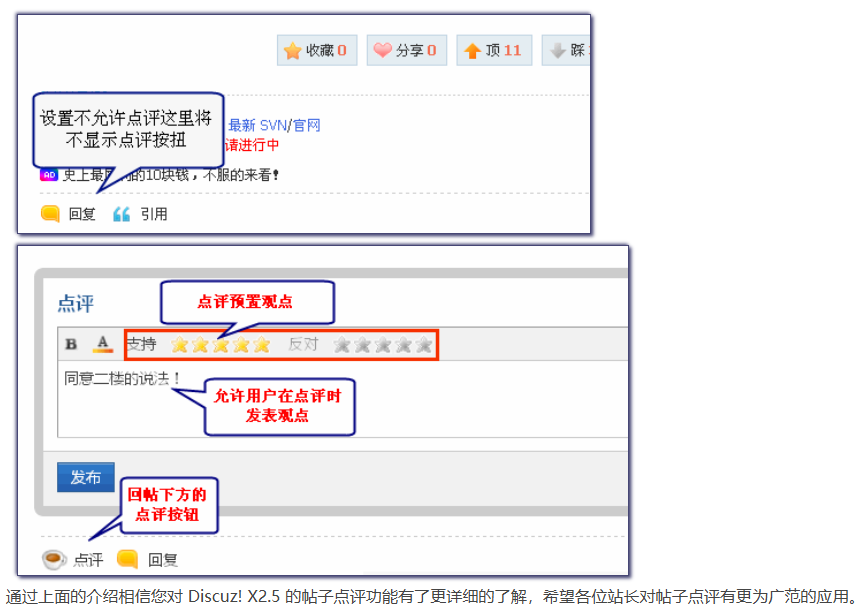 收藏 0 分享 0 顶 11 踩
设置不允许点评这里将
不显示点评按扭
最新 SVN/官网
请进行中
AD 史上最 的10块钱，不服的来看！
回复 引用
点评
点评预置观点
B A 支持 反对
同意二楼的说法！
允许用户在点评时
发表观点
发布
回帖下方的
点评按钮
点评 回复
通过上面的介绍相信您对 Discuz! X2.5 的帖子点评功能有了更详细的了解，希望各位站长对帖子点评有更为广范的应用。